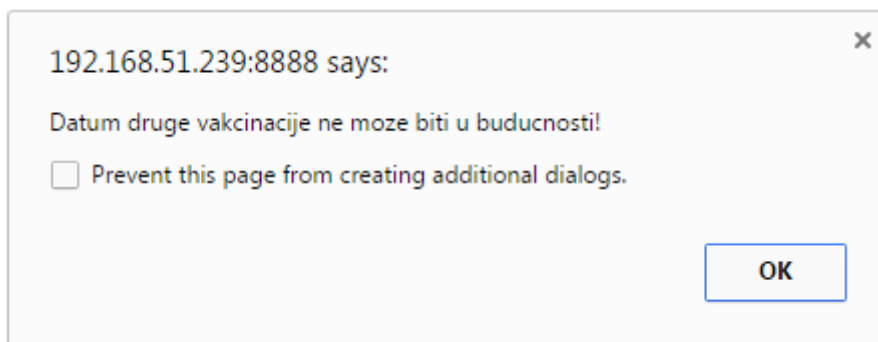 192.168.51.239:8888 says:
Datum druge vakcinacije ne moze biti u buducnosti!
Prevent this page from creating additional dialogs.
OK